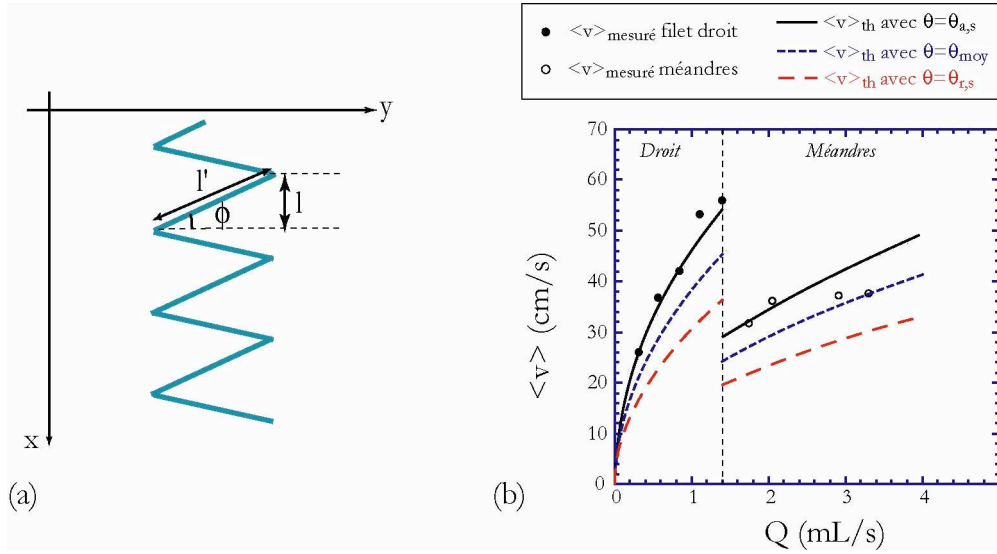 <v>mesuré filet droit
<v>mesuré méandres
<v>th avec θ=θa,s
<v>th avec θ=θmoy
<v>th avec θ=θr,s
y
l'
ϕ
l
x
(a)
Droit
Méandres
70
60
50
40
30
20
10
0
<v> (cm/s)
0
1
2
3
4
Q (mL/s)
(b)